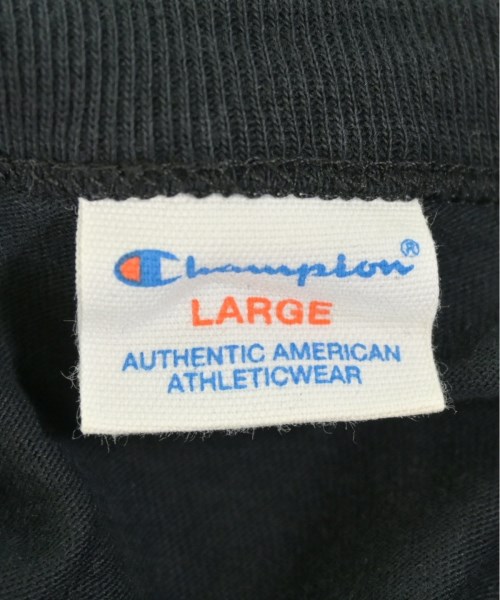 Champion®
LARGE
AUTHENTIC AMERICAN
ATHLETICWEAR